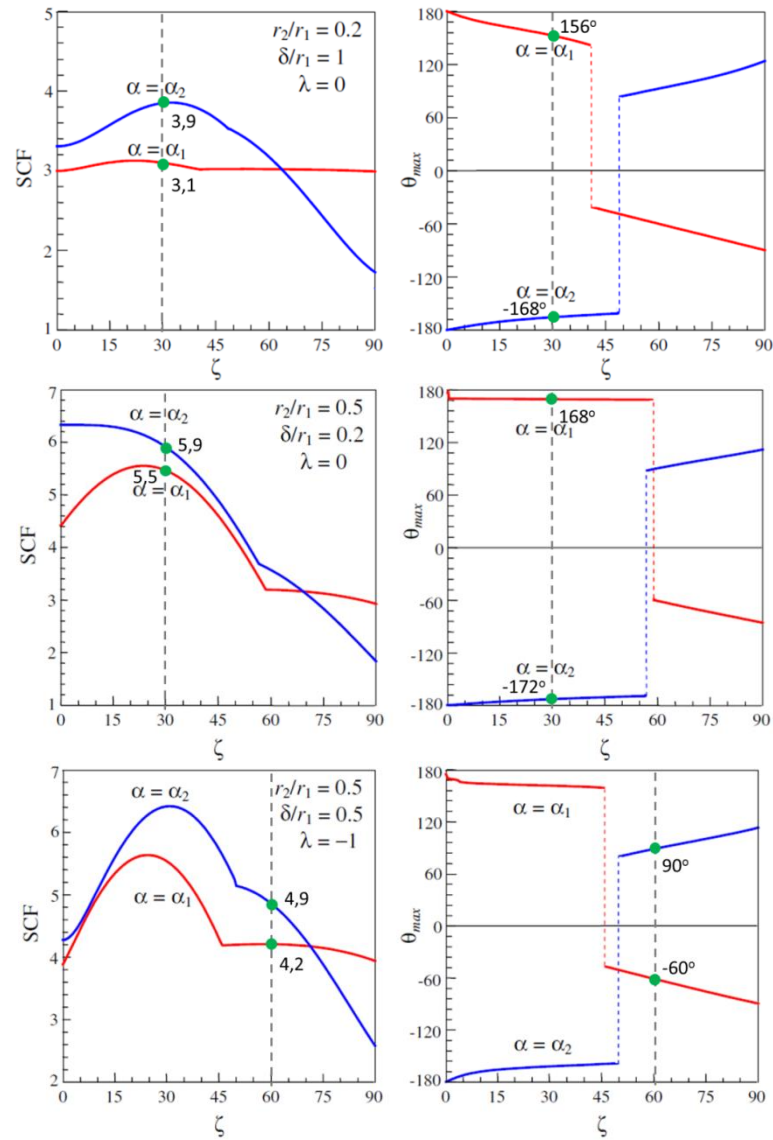 5
4
3
2
1
SCF
r₂/r₁ = 0.2
δ/r₁ = 1
λ = 0
α = α₂
3,9
α = α₁
3,1
0 15 30 45 60 75 90
ζ
180
120
60
0
-60
-120
-180
θmax
156°
α = α₁
α = α₂
-168°
0 15 30 45 60 75 90
ζ
7
6
5
4
3
2
1
SCF
r₂/r₁ = 0.5
δ/r₁ = 0.2
λ = 0
α = α₂
5,9
5,5
α = α₁
0 15 30 45 60 75 90
ζ
180
120
60
0
-60
-120
-180
θmax
168°
α = α₁
α = α₂
-172°
0 15 30 45 60 75 90
ζ
7
6
5
4
3
2
SCF
r₂/r₁ = 0.5
δ/r₁ = 0.5
λ = −1
α = α₂
α = α₁
4,9
4,2
0 15 30 45 60 75 90
ζ
180
120
60
0
-60
-120
-180
θmax
α = α₁
90°
-60°
α = α₂
0 15 30 45 60 75 90
ζ